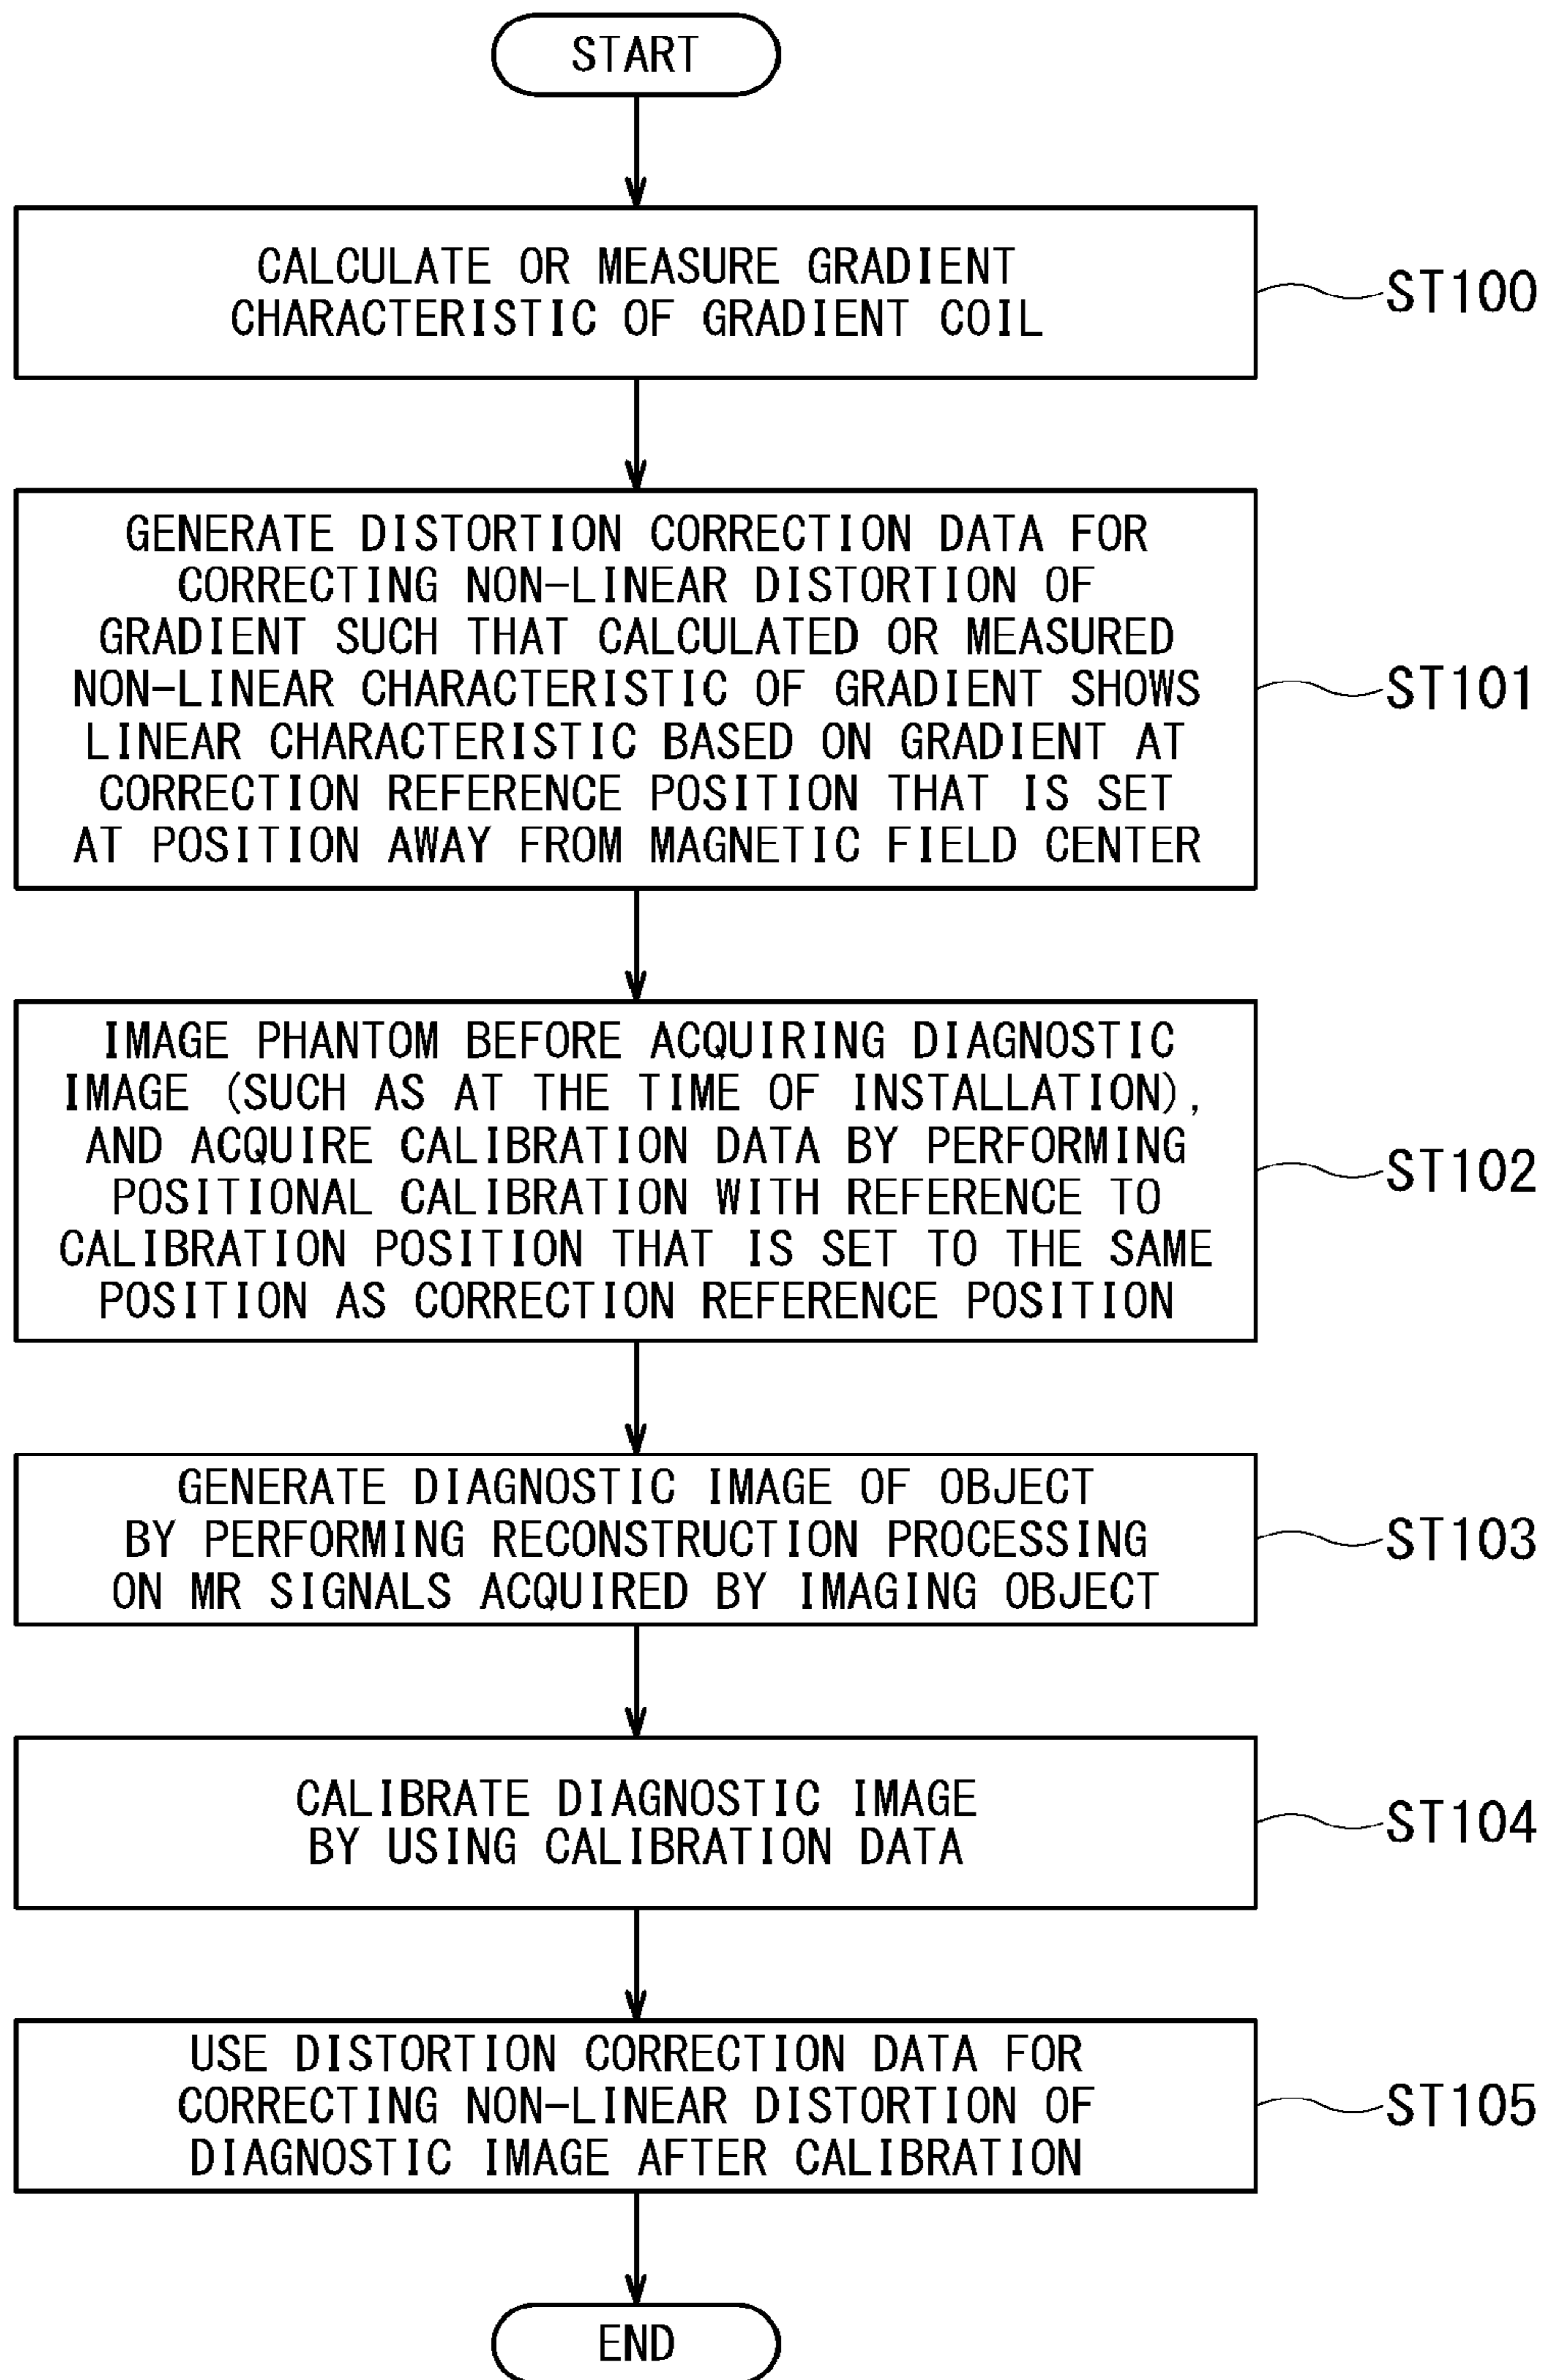 START
CALCULATE OR MEASURE GRADIENT
CHARACTERISTIC OF GRADIENT COIL
ST100
GENERATE DISTORTION CORRECTION DATA FOR
CORRECTING NON-LINEAR DISTORTION OF
GRADIENT SUCH THAT CALCULATED OR MEASURED
NON-LINEAR CHARACTERISTIC OF GRADIENT SHOWS
LINEAR CHARACTERISTIC BASED ON GRADIENT AT
CORRECTION REFERENCE POSITION THAT IS SET
AT POSITION AWAY FROM MAGNETIC FIELD CENTER
ST101
IMAGE PHANTOM BEFORE ACQUIRING DIAGNOSTIC
IMAGE (SUCH AS AT THE TIME OF INSTALLATION),
AND ACQUIRE CALIBRATION DATA BY PERFORMING
POSITIONAL CALIBRATION WITH REFERENCE TO
CALIBRATION POSITION THAT IS SET TO THE SAME
POSITION AS CORRECTION REFERENCE POSITION
ST102
GENERATE DIAGNOSTIC IMAGE OF OBJECT
BY PERFORMING RECONSTRUCTION PROCESSING
ON MR SIGNALS ACQUIRED BY IMAGING OBJECT
ST103
CALIBRATE DIAGNOSTIC IMAGE
BY USING CALIBRATION DATA
ST104
USE DISTORTION CORRECTION DATA FOR
CORRECTING NON-LINEAR DISTORTION OF
DIAGNOSTIC IMAGE AFTER CALIBRATION
ST105
END